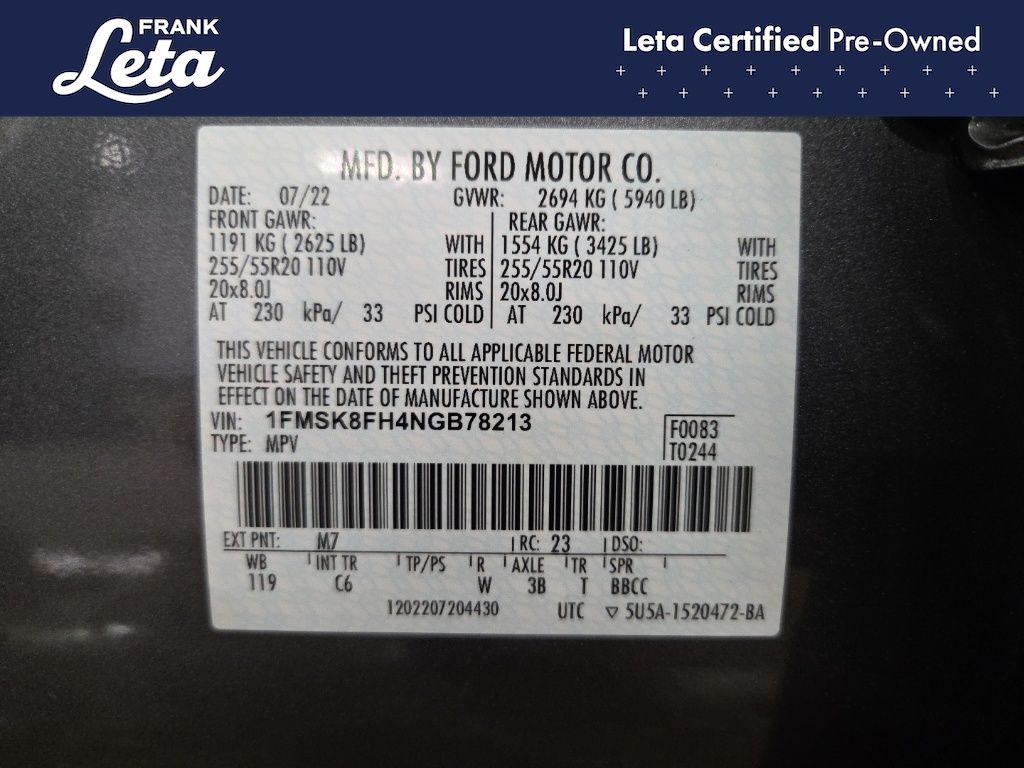 FRANK
Leta
Leta Certified Pre-Owned
MFD. BY FORD MOTOR CO.
DATE: 07/22 GVWR: 2694 KG ( 5940 LB)
FRONT GAWR: REAR GAWR:
1191 KG ( 2625 LB) WITH 1554 KG ( 3425 LB) WITH
255/55R20 110V TIRES 255/55R20 110V TIRES
20x8.0J RIMS 20x8.0J RIMS
AT 230 kPa/ 33 PSI COLD AT 230 kPa/ 33 PSI COLD
THIS VEHICLE CONFORMS TO ALL APPLICABLE FEDERAL MOTOR
VEHICLE SAFETY AND THEFT PREVENTION STANDARDS IN
EFFECT ON THE DATE OF MANUFACTURE SHOWN ABOVE.
VIN: 1FMSK8FH4NGB78213 F0083
TYPE: MPV T0244
EXT PNT: M7 RC: 23 DSO:
WB INT TR TP/PS R AXLE TR SPR
119 C6 W 3B T BBCC
1202207204430 UTC ▽ 5U5A-1520472-BA